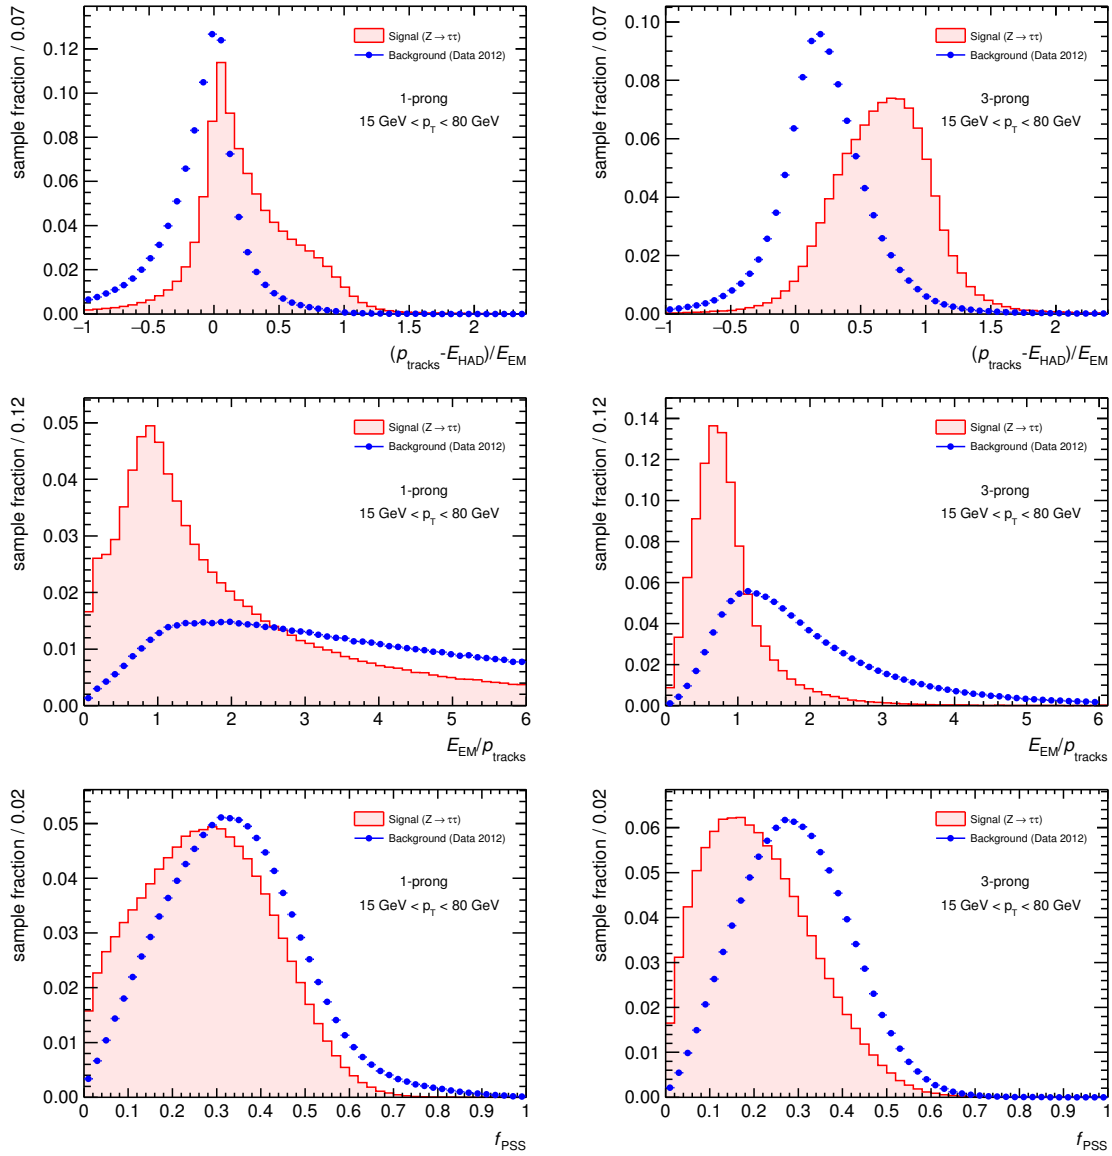 sample fraction / 0.07
0.12
0.10
0.08
0.06
0.04
0.02
0.00
Signal (Z→ττ)
Background (Data 2012)
1-prong
15 GeV < p_T < 80 GeV
−1 −0.5 0 0.5 1 1.5 2
(p_tracks-E_HAD)/E_EM
sample fraction / 0.07
0.10
0.08
0.06
0.04
0.02
0.00
Signal (Z→ττ)
Background (Data 2012)
3-prong
15 GeV < p_T < 80 GeV
−1 −0.5 0 0.5 1 1.5 2
(p_tracks-E_HAD)/E_EM
sample fraction / 0.12
0.05
0.04
0.03
0.02
0.01
0.00
Signal (Z→ττ)
Background (Data 2012)
1-prong
15 GeV < p_T < 80 GeV
0 1 2 3 4 5 6
E_EM/p_tracks
sample fraction / 0.12
0.14
0.12
0.10
0.08
0.06
0.04
0.02
0.00
Signal (Z→ττ)
Background (Data 2012)
3-prong
15 GeV < p_T < 80 GeV
0 1 2 3 4 5 6
E_EM/p_tracks
sample fraction / 0.02
0.05
0.04
0.03
0.02
0.01
0.00
Signal (Z→ττ)
Background (Data 2012)
1-prong
15 GeV < p_T < 80 GeV
0 0.1 0.2 0.3 0.4 0.5 0.6 0.7 0.8 0.9 1
f_PSS
sample fraction / 0.02
0.06
0.05
0.04
0.03
0.02
0.01
0.00
Signal (Z→ττ)
Background (Data 2012)
3-prong
15 GeV < p_T < 80 GeV
0 0.1 0.2 0.3 0.4 0.5 0.6 0.7 0.8 0.9 1
f_PSS